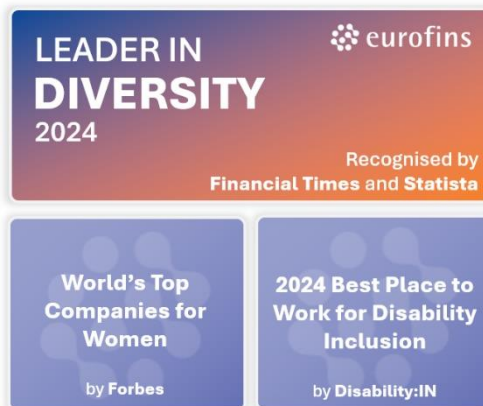 eurofins
LEADER IN
DIVERSITY
2024
Recognised by
Financial Times and Statista
World's Top
Companies for
Women
by Forbes
2024 Best Place to
Work for Disability
Inclusion
by Disability:IN